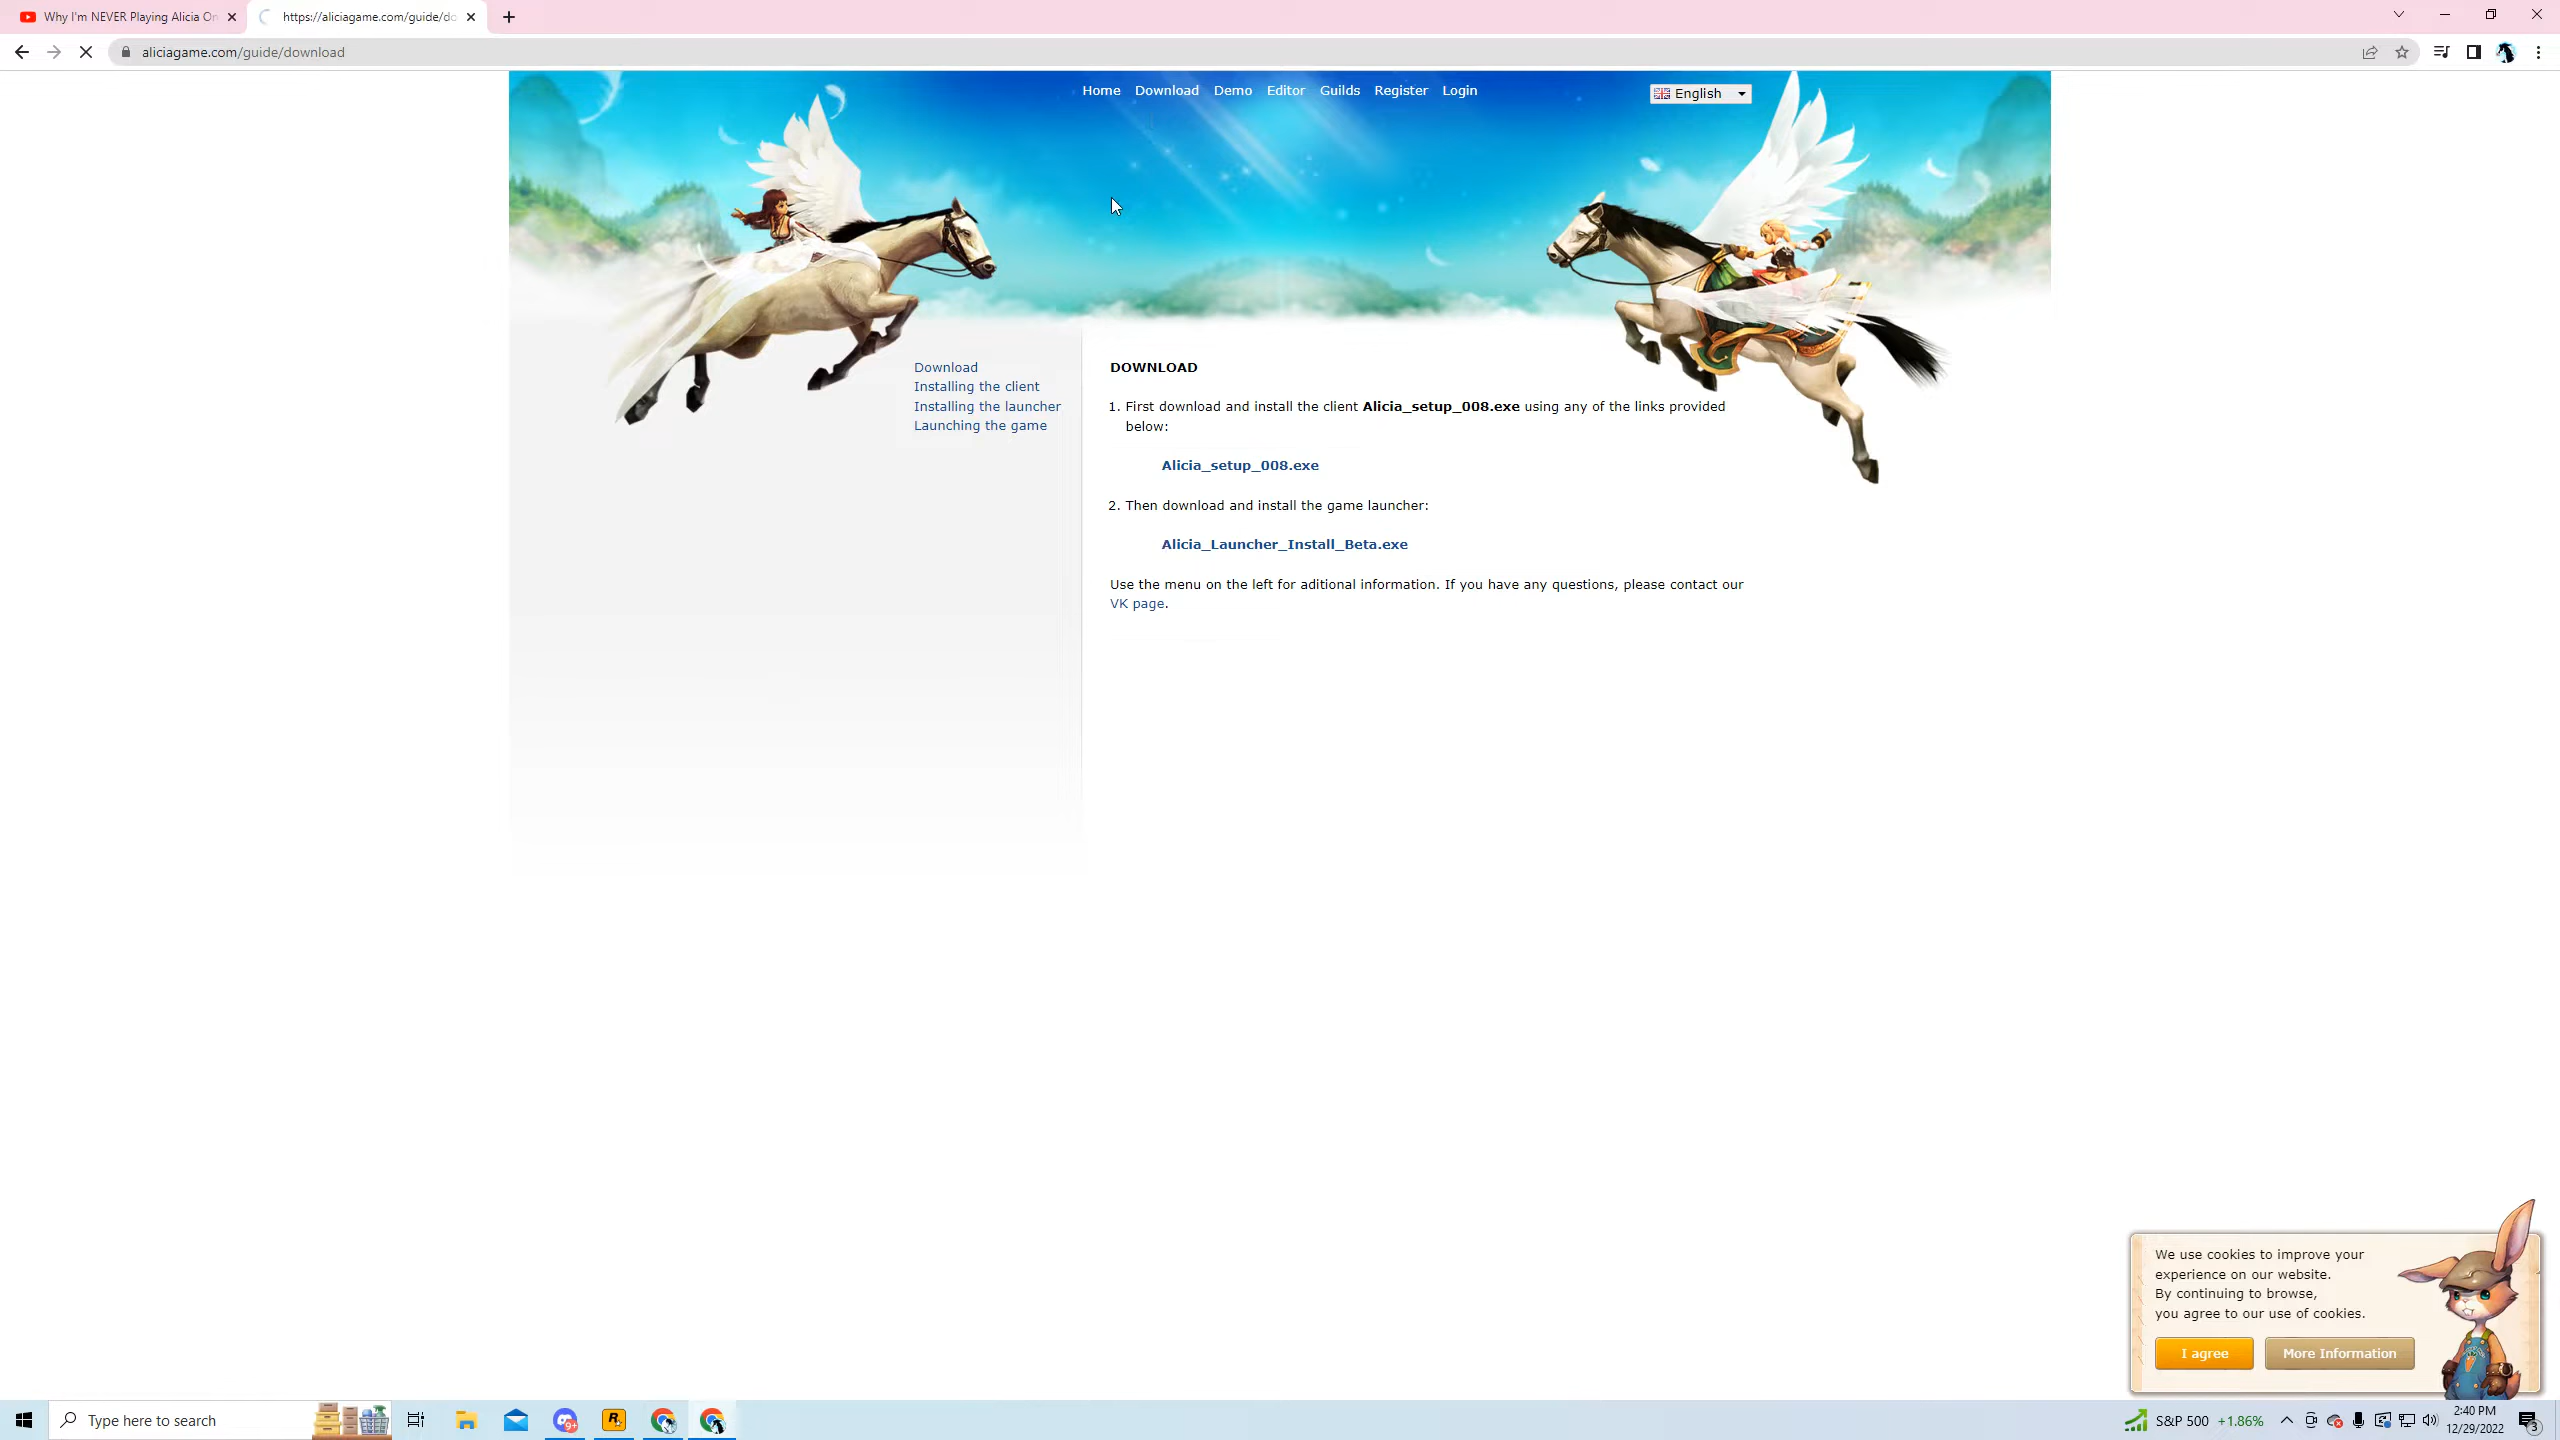 Why I'm NEVER Playing Alicia On
https://aliciagame.com/guide/do
aliciagame.com/guide/download
Home Download Demo Editor Guilds Register Login
English
Download
Installing the client
Installing the launcher
Launching the game
DOWNLOAD
1. First download and install the client Alicia_setup_008.exe using any of the links provided
below:
Alicia_setup_008.exe
2. Then download and install the game launcher:
Alicia_Launcher_Install_Beta.exe
Use the menu on the left for aditional information. If you have any questions, please contact our
VK page.
We use cookies to improve your
experience on our website.
By continuing to browse,
you agree to our use of cookies.
I agree More Information
Type here to search
9+
R
S&P 500 +1.86%
2:40 PM
12/29/2022
3